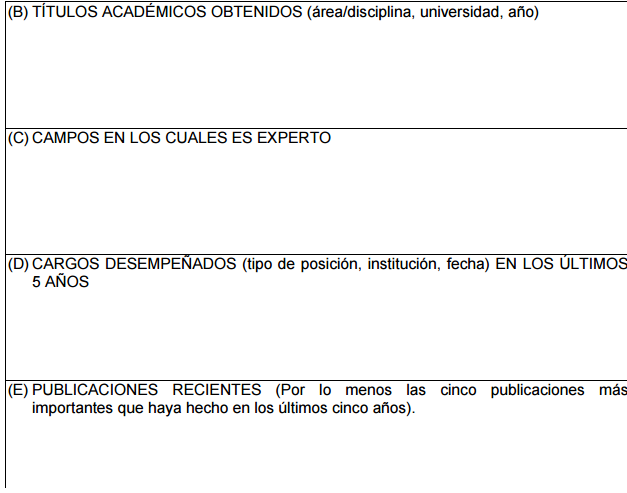 (B) TÍTULOS ACADÉMICOS OBTENIDOS (área/disciplina, universidad, año)
(C) CAMPOS EN LOS CUALES ES EXPERTO
(D) CARGOS DESEMPEÑADOS (tipo de posición, institución, fecha) EN LOS ÚLTIMOS
5 AÑOS
(E) PUBLICACIONES RECIENTES (Por lo menos las cinco publicaciones más
importantes que haya hecho en los últimos cinco años).